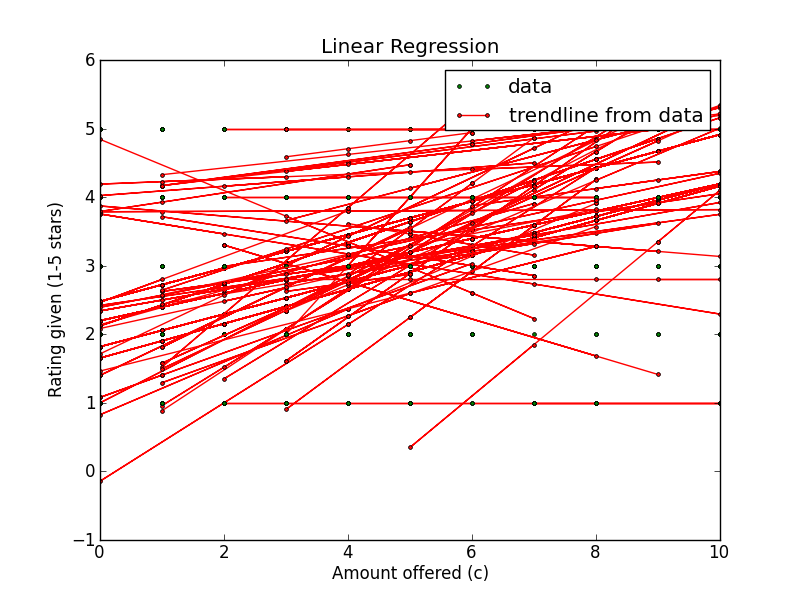 Linear Regression
data
trendline from data
Rating given (1-5 stars)
6
5
4
3
2
1
0
−1
0 2 4 6 8 10
Amount offered (c)